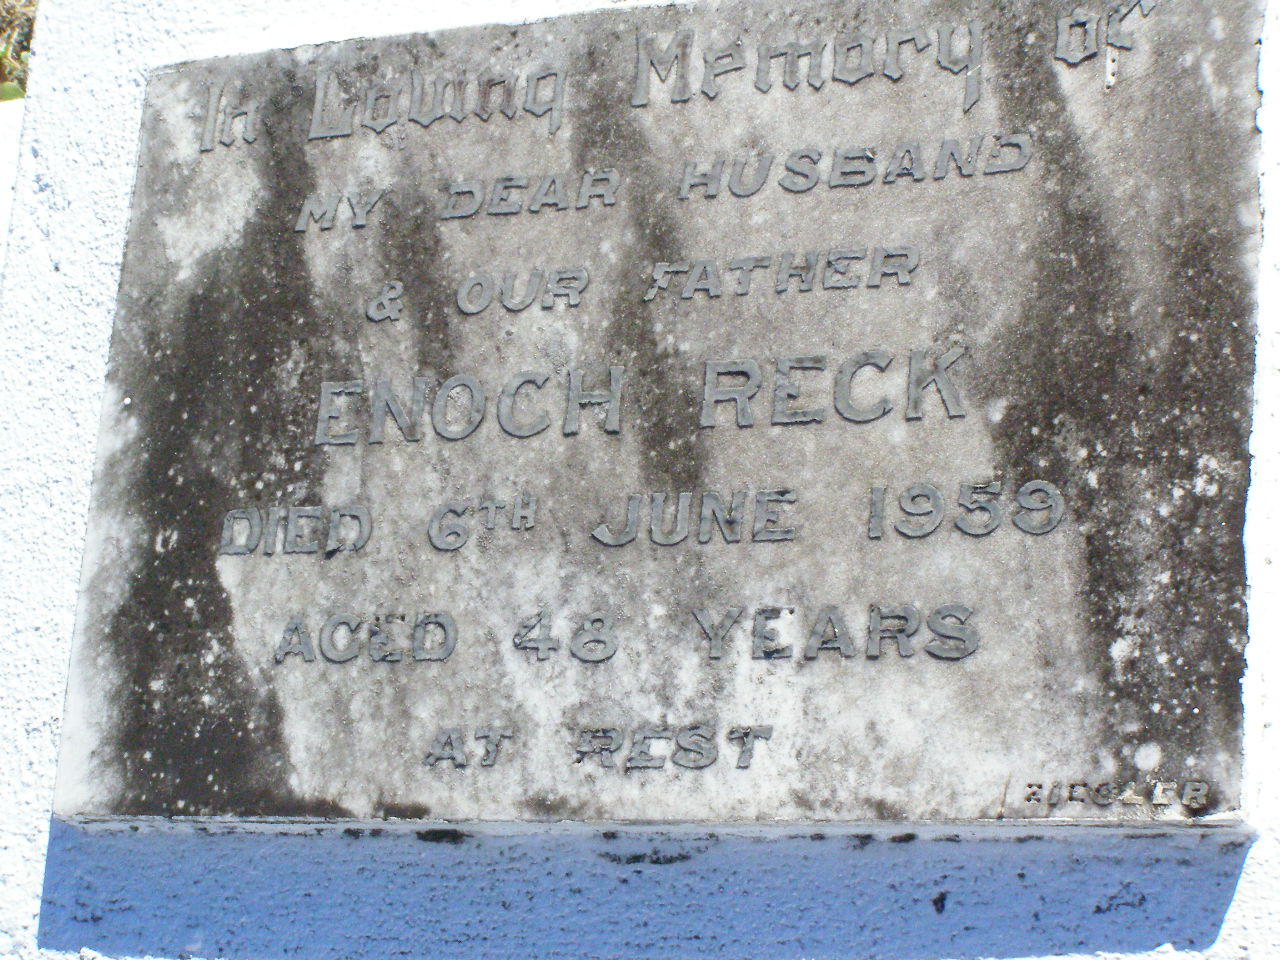 In Loving Memory of
MY DEAR HUSBAND
& OUR FATHER
ENOCH RECK
DIED 6TH JUNE 1959
AGED 48 YEARS
AT REST
ZIEGLER